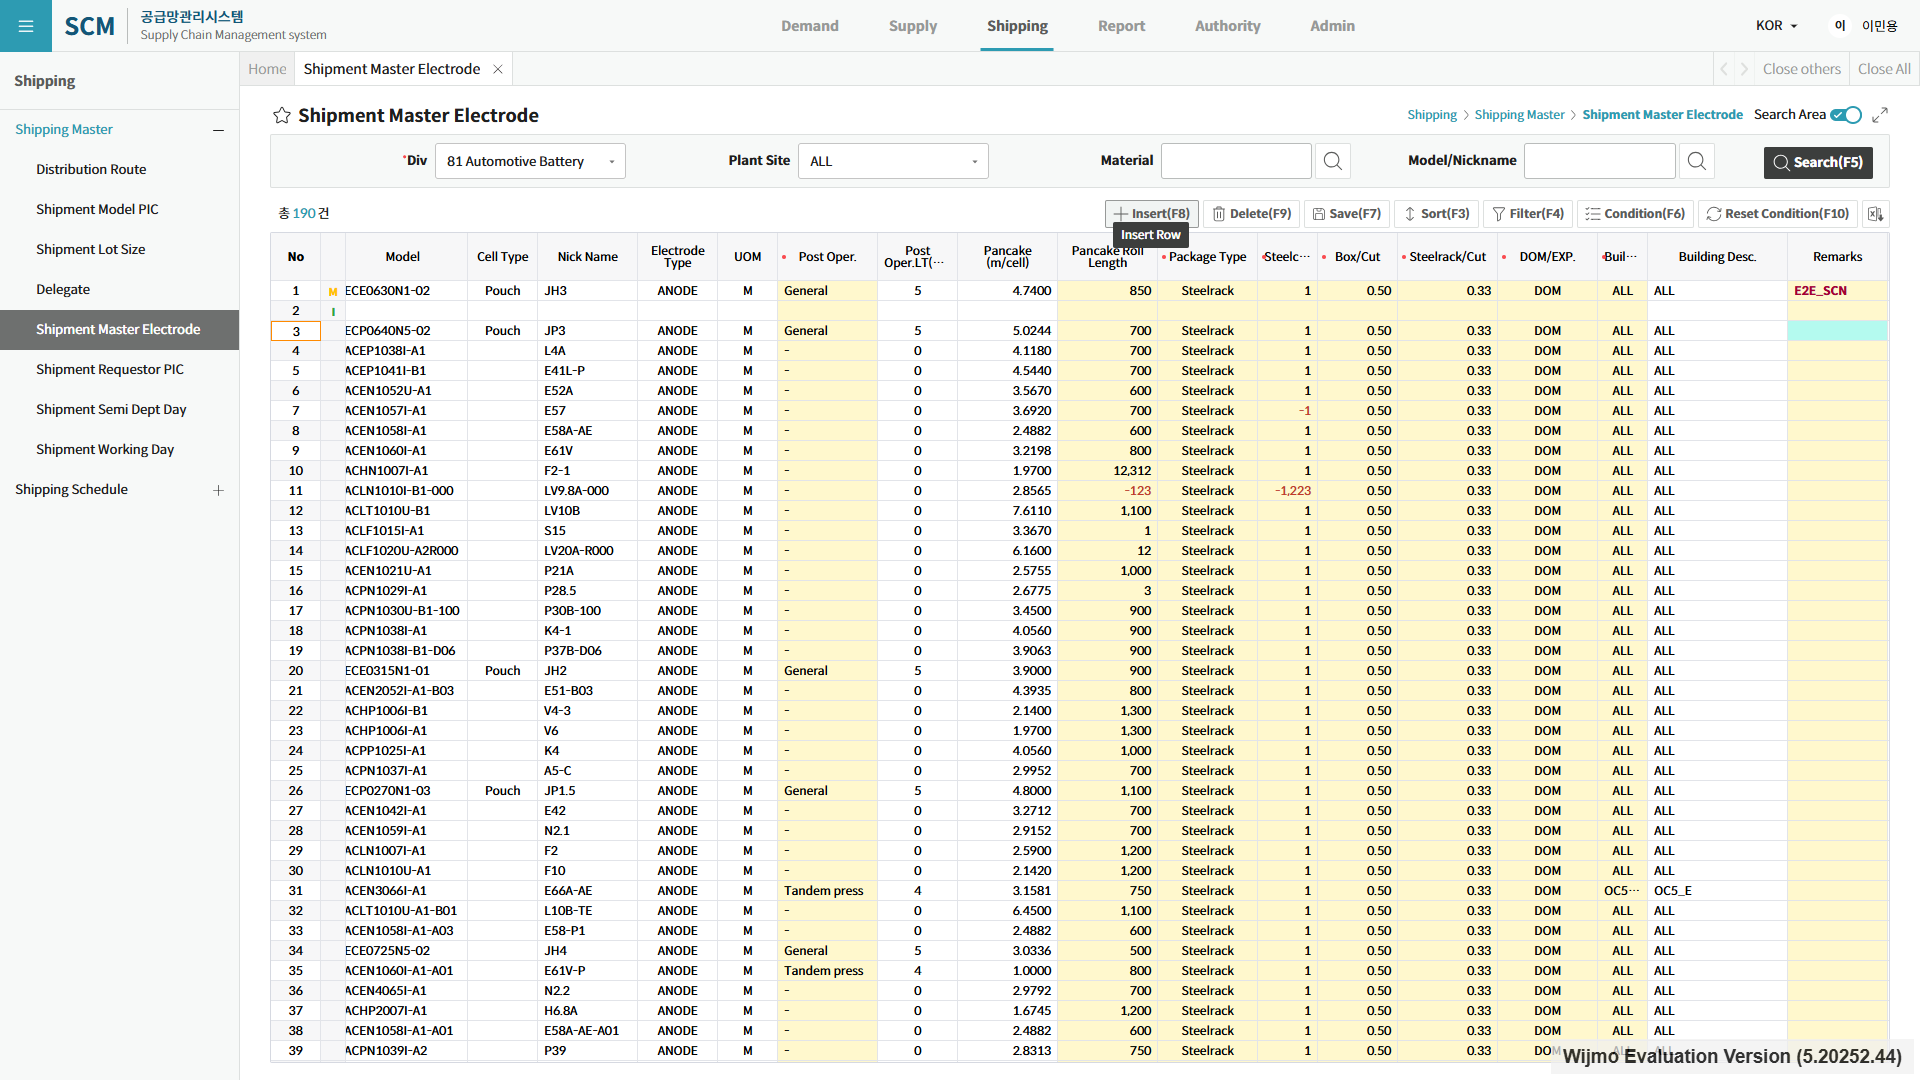 SCM 공급망관리시스템 Supply Chain Management system
Demand Supply Shipping Report Authority Admin
KOR 이 이민용
Shipping
Home Shipment Master Electrode
Close others Close All
Shipping Master
Distribution Route
Shipment Model PIC
Shipment Lot Size
Delegate
Shipment Master Electrode
Shipment Requestor PIC
Shipment Semi Dept Day
Shipment Working Day
Shipping Schedule
Shipment Master Electrode
Shipping > Shipping Master > Shipment Master Electrode Search Area
*Div 81 Automotive Battery Plant Site ALL Material Model/Nickname Search(F5)
총 190 건
Insert(F8) Delete(F9) Save(F7) Sort(F3) Filter(F4) Condition(F6) Reset Condition(F10)
Insert Row
No Model Cell Type Nick Name Electrode Type UOM Post Oper. Post Oper.LT(··· Pancake (m/cell) Pancake Roll Length Package Type Steelc··· Box/Cut Steelrack/Cut DOM/EXP. Buil··· Building Desc. Remarks
1 M ECE0630N1-02 Pouch JH3 ANODE M General 5 4.7400 850 Steelrack 1 0.50 0.33 DOM ALL ALL E2E_SCN
2 I
3 ECP0640N5-02 Pouch JP3 ANODE M General 5 5.0244 700 Steelrack 1 0.50 0.33 DOM ALL ALL
4 ACEP1038I-A1 L4A ANODE M - 0 4.1180 700 Steelrack 1 0.50 0.33 DOM ALL ALL
5 ACEP1041I-B1 E41L-P ANODE M - 0 4.5440 700 Steelrack 1 0.50 0.33 DOM ALL ALL
6 ACEN1052U-A1 E52A ANODE M - 0 3.5670 600 Steelrack 1 0.50 0.33 DOM ALL ALL
7 ACEN1057I-A1 E57 ANODE M - 0 3.6920 700 Steelrack -1 0.50 0.33 DOM ALL ALL
8 ACEN1058I-A1 E58A-AE ANODE M - 0 2.4882 600 Steelrack 1 0.50 0.33 DOM ALL ALL
9 ACEN1060I-A1 E61V ANODE M - 0 3.2198 800 Steelrack 1 0.50 0.33 DOM ALL ALL
10 ACHN1007I-A1 F2-1 ANODE M - 0 1.9700 12,312 Steelrack 1 0.50 0.33 DOM ALL ALL
11 ACLN1010I-B1-000 LV9.8A-000 ANODE M - 0 2.8565 -123 Steelrack -1,223 0.50 0.33 DOM ALL ALL
12 ACLT1010U-B1 LV10B ANODE M - 0 7.6110 1,100 Steelrack 1 0.50 0.33 DOM ALL ALL
13 ACLF1015I-A1 S15 ANODE M - 0 3.3670 1 Steelrack 1 0.50 0.33 DOM ALL ALL
14 ACLF1020U-A2R000 LV20A-R000 ANODE M - 0 6.1600 12 Steelrack 1 0.50 0.33 DOM ALL ALL
15 ACEN1021U-A1 P21A ANODE M - 0 2.5755 1,000 Steelrack 1 0.50 0.33 DOM ALL ALL
16 ACPN1029I-A1 P28.5 ANODE M - 0 2.6775 3 Steelrack 1 0.50 0.33 DOM ALL ALL
17 ACPN1030U-B1-100 P30B-100 ANODE M - 0 3.4500 900 Steelrack 1 0.50 0.33 DOM ALL ALL
18 ACPN1038I-A1 K4-1 ANODE M - 0 4.0560 900 Steelrack 1 0.50 0.33 DOM ALL ALL
19 ACPN1038I-B1-D06 P37B-D06 ANODE M - 0 3.9063 900 Steelrack 1 0.50 0.33 DOM ALL ALL
20 ECE0315N1-01 Pouch JH2 ANODE M General 5 3.9000 900 Steelrack 1 0.50 0.33 DOM ALL ALL
21 ACEN2052I-A1-B03 E51-B03 ANODE M - 0 4.3935 800 Steelrack 1 0.50 0.33 DOM ALL ALL
22 ACHP1006I-B1 V4-3 ANODE M - 0 2.1400 1,300 Steelrack 1 0.50 0.33 DOM ALL ALL
23 ACHP1006I-A1 V6 ANODE M - 0 1.9700 1,300 Steelrack 1 0.50 0.33 DOM ALL ALL
24 ACPP1025I-A1 K4 ANODE M - 0 4.0560 1,000 Steelrack 1 0.50 0.33 DOM ALL ALL
25 ACPN1037I-A1 A5-C ANODE M - 0 2.9952 700 Steelrack 1 0.50 0.33 DOM ALL ALL
26 ECP0270N1-03 Pouch JP1.5 ANODE M General 5 4.8000 1,100 Steelrack 1 0.50 0.33 DOM ALL ALL
27 ACEN1042I-A1 E42 ANODE M - 0 3.2712 700 Steelrack 1 0.50 0.33 DOM ALL ALL
28 ACEN1059I-A1 N2.1 ANODE M - 0 2.9152 700 Steelrack 1 0.50 0.33 DOM ALL ALL
29 ACLN1007I-A1 F2 ANODE M - 0 2.5900 1,200 Steelrack 1 0.50 0.33 DOM ALL ALL
30 ACLN1010U-A1 F10 ANODE M - 0 2.1420 1,200 Steelrack 1 0.50 0.33 DOM ALL ALL
31 ACEN3066I-A1 E66A-AE ANODE M Tandem press 4 3.1581 750 Steelrack 1 0.50 0.33 DOM OC5··· OC5_E
32 ACLT1010U-A1-B01 L10B-TE ANODE M - 0 6.4500 1,100 Steelrack 1 0.50 0.33 DOM ALL ALL
33 ACEN1058I-A1-A03 E58-P1 ANODE M - 0 2.4882 600 Steelrack 1 0.50 0.33 DOM ALL ALL
34 ECE0725N5-02 JH4 ANODE M General 5 3.0336 500 Steelrack 1 0.50 0.33 DOM ALL ALL
35 ACEN1060I-A1-A01 E61V-P ANODE M Tandem press 4 1.0000 800 Steelrack 1 0.50 0.33 DOM ALL ALL
36 ACEN4065I-A1 N2.2 ANODE M - 0 2.9792 700 Steelrack 1 0.50 0.33 DOM ALL ALL
37 ACHP2007I-A1 H6.8A ANODE M - 0 1.6745 1,200 Steelrack 1 0.50 0.33 DOM ALL ALL
38 ACEN1058I-A1-A01 E58A-AE-A01 ANODE M - 0 2.4882 600 Steelrack 1 0.50 0.33 DOM ALL ALL
39 ACPN1039I-A2 P39 ANODE M - 0 2.8313 750 Steelrack 1 0.50 0.33 DOM ALL ALL
Wijmo Evaluation Version (5.20252.44)